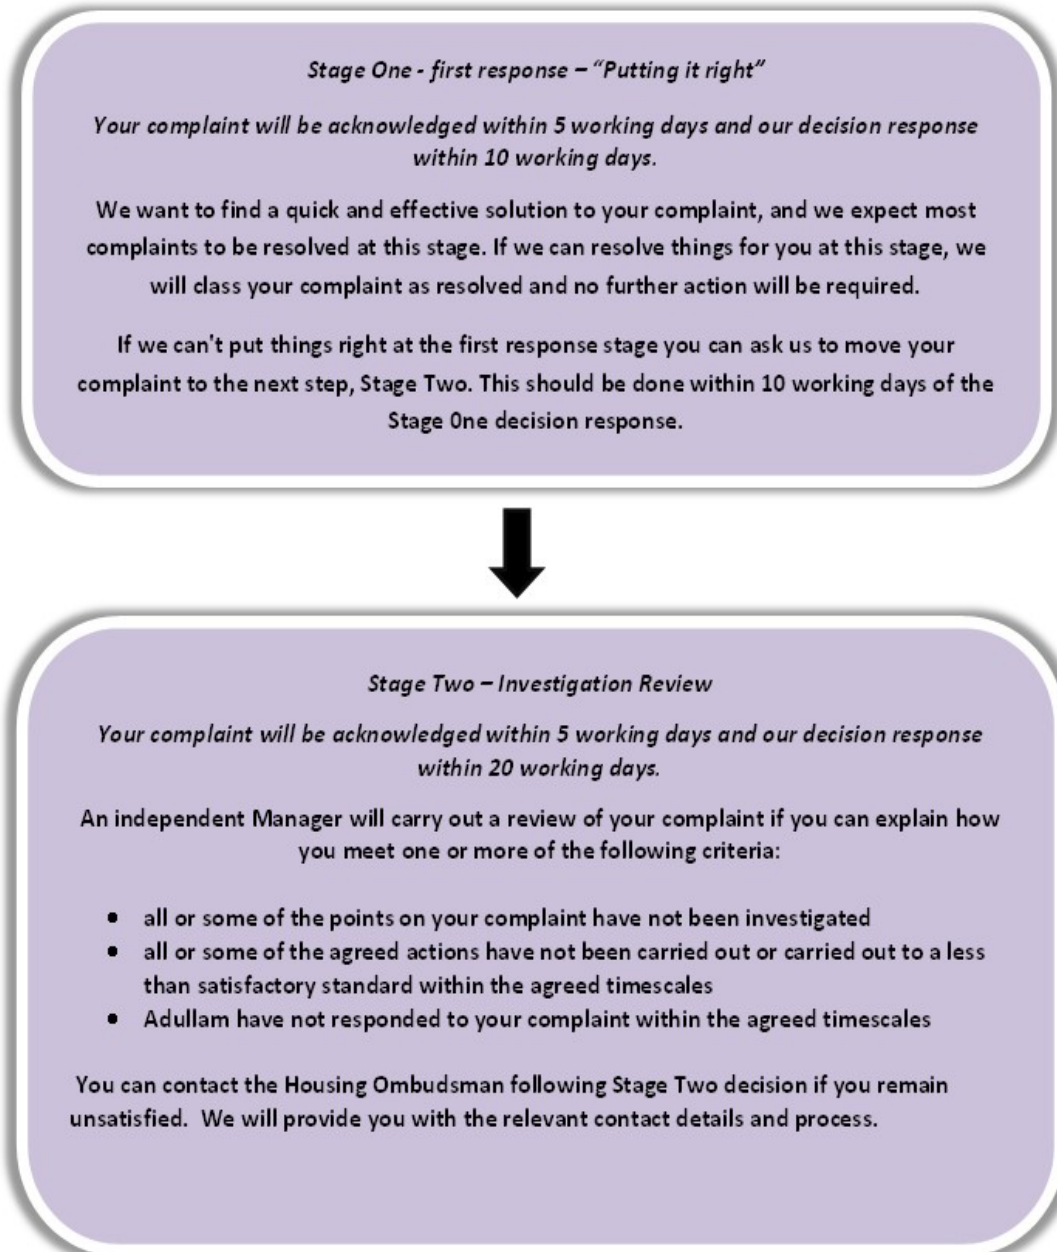 Stage One - first response – “Putting it right”
Your complaint will be acknowledged within 5 working days and our decision response
within 10 working days.
We want to find a quick and effective solution to your complaint, and we expect most
complaints to be resolved at this stage. If we can resolve things for you at this stage, we
will class your complaint as resolved and no further action will be required.
If we can't put things right at the first response stage you can ask us to move your
complaint to the next step, Stage Two. This should be done within 10 working days of the
Stage 0ne decision response.
Stage Two – Investigation Review
Your complaint will be acknowledged within 5 working days and our decision response
within 20 working days.
An independent Manager will carry out a review of your complaint if you can explain how
you meet one or more of the following criteria:
• all or some of the points on your complaint have not been investigated
• all or some of the agreed actions have not been carried out or carried out to a less
than satisfactory standard within the agreed timescales
• Adullam have not responded to your complaint within the agreed timescales
You can contact the Housing Ombudsman following Stage Two decision if you remain
unsatisfied.  We will provide you with the relevant contact details and process.